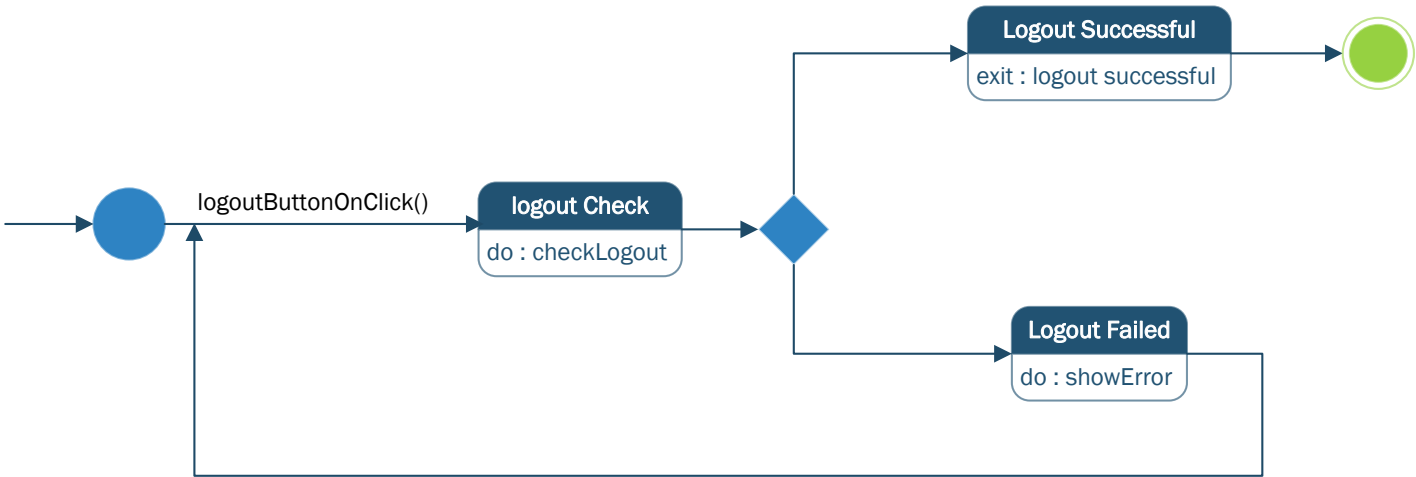 Logout Successful
exit : logout successful
logoutButtonOnClick()
logout Check
do : checkLogout
Logout Failed
do : showError